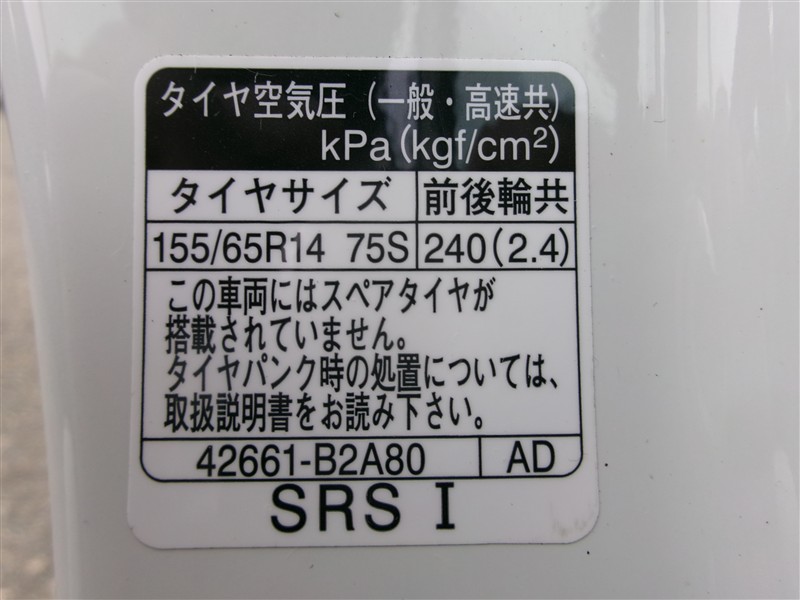 タイヤ空気圧（一般・高速共）
kPa(kgf/cm²)
タイヤサイズ 前後輪共
155/65R14 75S 240(2.4)
この車両にはスペアタイヤが
搭載されていません。
タイヤパンク時の処置については、
取扱説明書をお読み下さい。
42661-B2A80 AD
SRS I